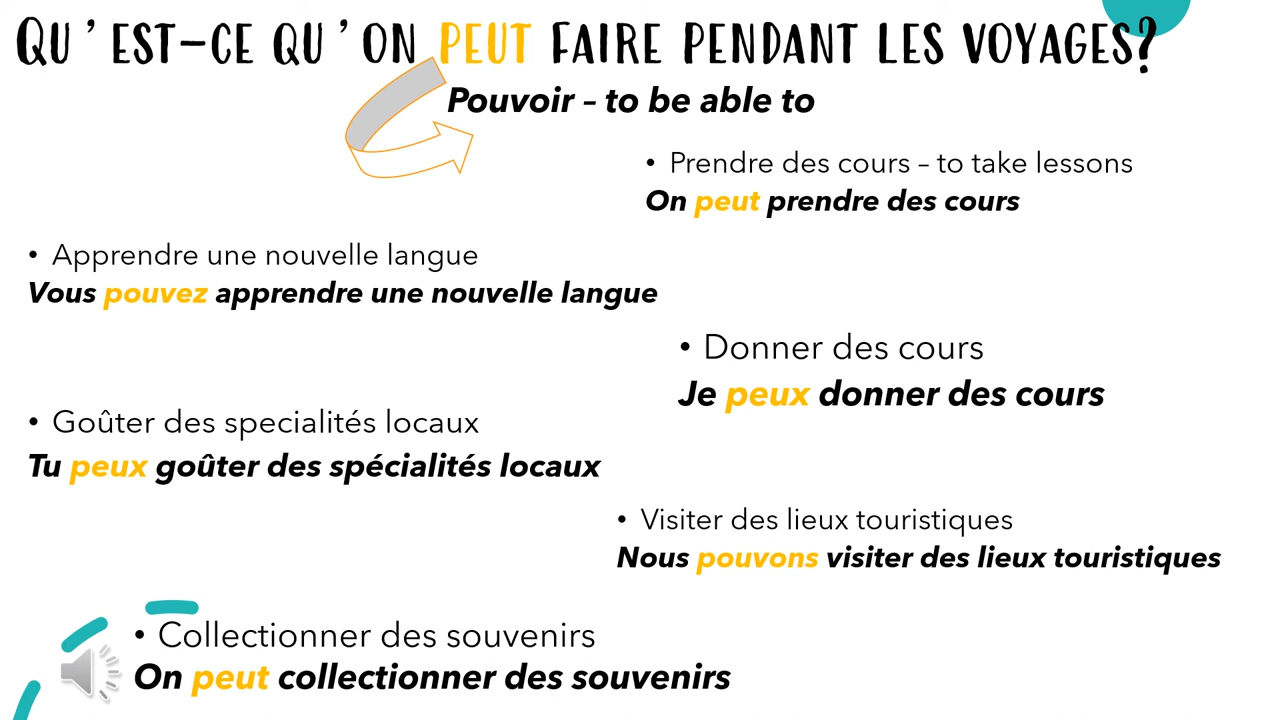 Qu'est-ce qu'on peut faire pendant les voyages?
Pouvoir – to be able to
• Prendre des cours – to take lessons
On peut prendre des cours
• Apprendre une nouvelle langue
Vous pouvez apprendre une nouvelle langue
• Donner des cours
Je peux donner des cours
• Goûter des specialités locaux
Tu peux goûter des spécialités locaux
• Visiter des lieux touristiques
Nous pouvons visiter des lieux touristiques
• Collectionner des souvenirs
On peut collectionner des souvenirs